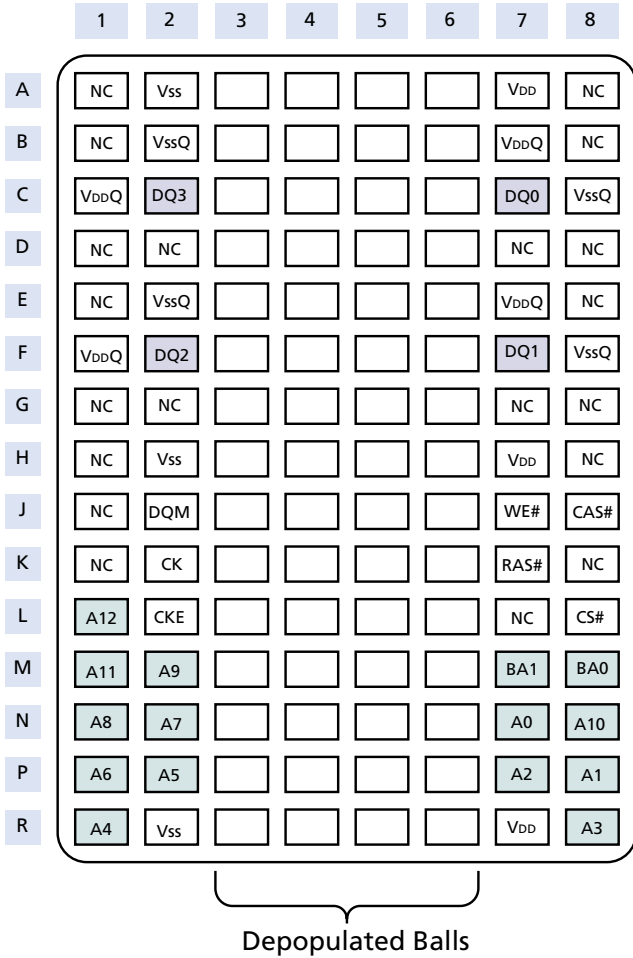 1 2 3 4 5 6 7 8
A NC Vss VDD NC
B NC VssQ VDDQ NC
C VDDQ DQ3 DQ0 VssQ
D NC NC NC NC
E NC VssQ VDDQ NC
F VDDQ DQ2 DQ1 VssQ
G NC NC NC NC
H NC Vss VDD NC
J NC DQM WE# CAS#
K NC CK RAS# NC
L A12 CKE NC CS#
M A11 A9 BA1 BA0
N A8 A7 A0 A10
P A6 A5 A2 A1
R A4 Vss VDD A3
Depopulated Balls